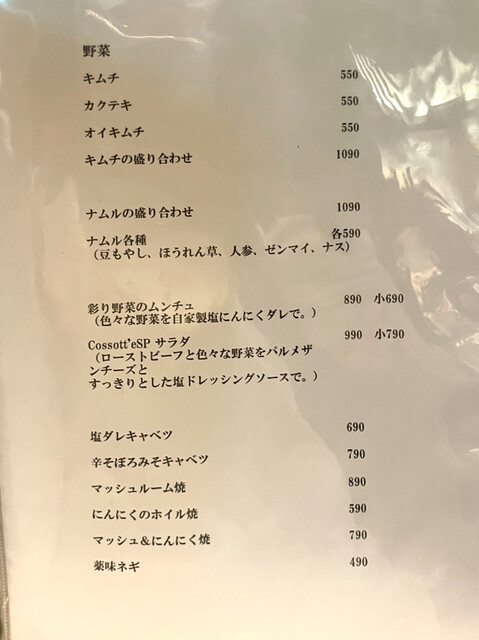 野菜
キムチ 550
カクテキ 550
オイキムチ 550
キムチの盛り合わせ 1090
ナムルの盛り合わせ 1090
ナムル各種 各590
（豆もやし、ほうれん草、人参、ゼンマイ、ナス）
彩り野菜のムンチュ 890 小690
（色々な野菜を自家製塩にんにくダレで。）
Cossott'eSP サラダ 990 小790
（ローストビーフと色々な野菜をパルメザ
ンチーズと
すっきりとした塩ドレッシングソースで。）
塩ダレキャベツ 690
辛そぼろみそキャベツ 790
マッシュルーム焼 890
にんにくのホイル焼 590
マッシュ＆にんにく焼 790
薬味ネギ 490